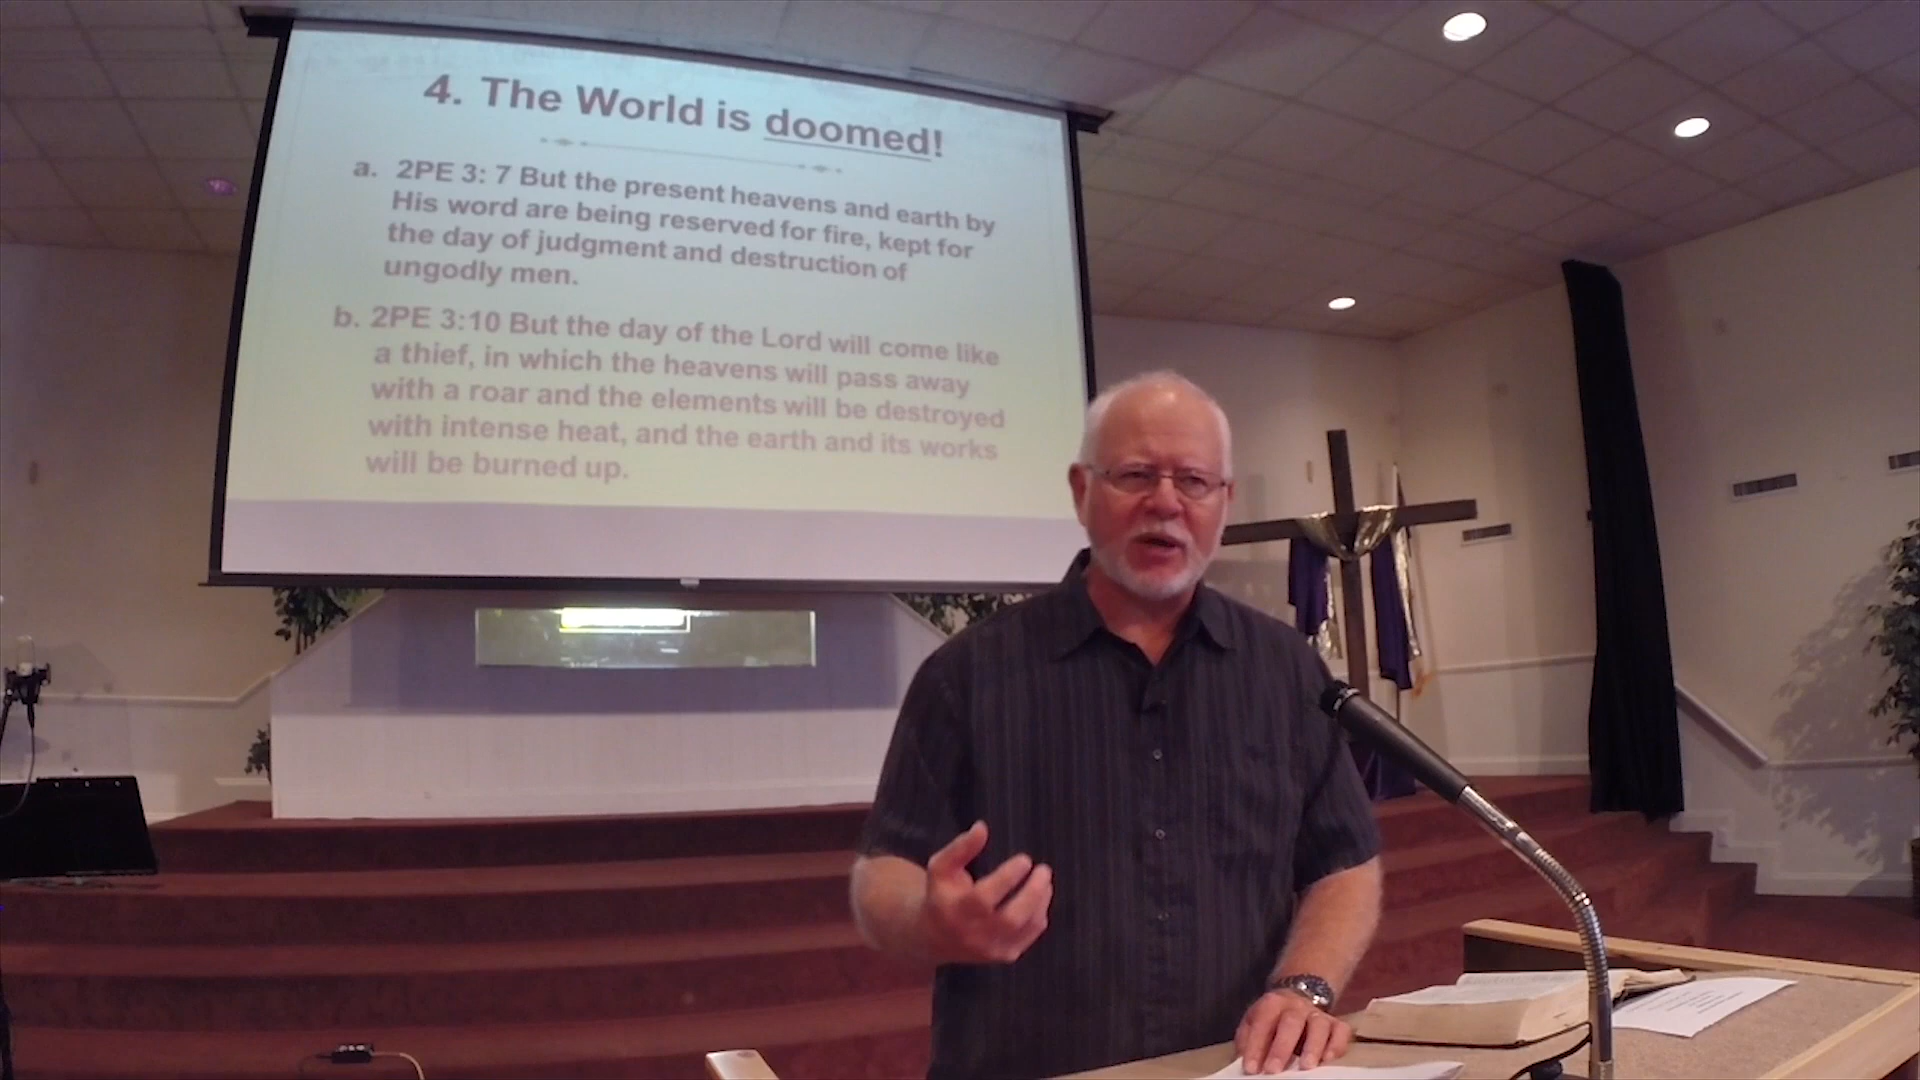 4. The World is doomed!
a. 2PE 3: 7 But the present heavens and earth by
His word are being reserved for fire, kept for
the day of judgment and destruction of
ungodly men.
b. 2PE 3:10 But the day of the Lord will come like
a thief, in which the heavens will pass away
with a roar and the elements will be destroyed
with intense heat, and the earth and its works
will be burned up.